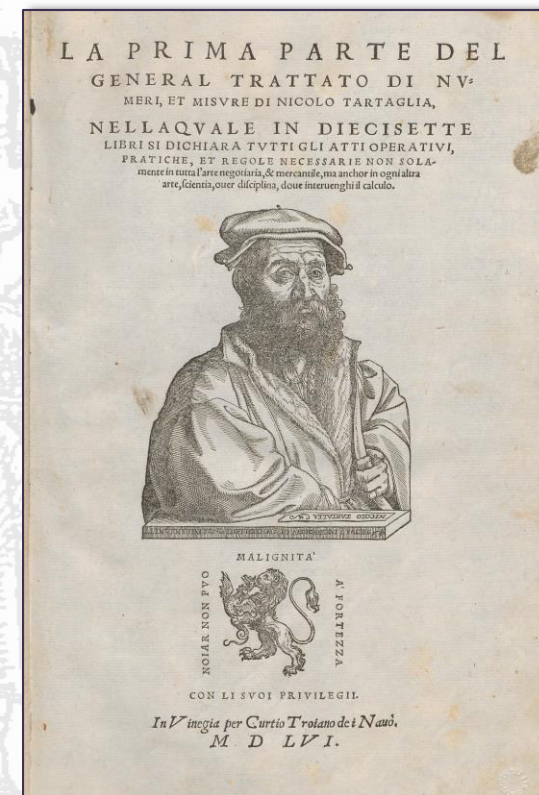 LA PRIMA PARTE DEL
GENERAL TRATTATO DI NV-
MERI, ET MISVRE DI NICOLO TARTAGLIA,
NELLAQVALE IN DIECISETTE
LIBRI SI DICHIARA TVTTI GLI ATTI OPERATIVI,
PRATICHE, ET REGOLE NECESSARIE NON SOLA-
mente in tutta l'arte negotiaria, & mercantile, ma anchor in ogni altra
arte, scientia, ouer disciplina, doue interuenghi il calculo.
MALIGNITA'
NOIAR NON PVO
A' FORTEZZA
CON LI SVOI PRIVILEGII.
In Vinegia per Curtio Troiano de i Nauò.
M D LVI.